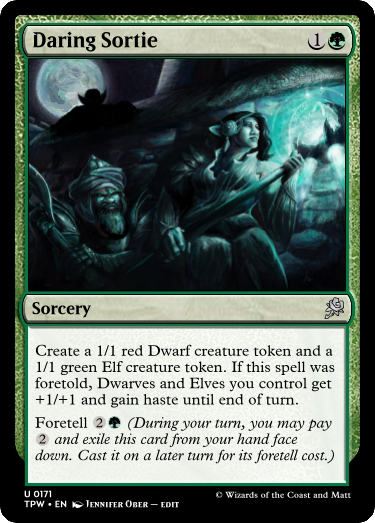 Daring Sortie 1
Sorcery
Create a 1/1 red Dwarf creature token and a
1/1 green Elf creature token. If this spell was
foretold, Dwarves and Elves you control get
+1/+1 and gain haste until end of turn.
Foretell 2 (During your turn, you may pay
2 and exile this card from your hand face
down. Cast it on a later turn for its foretell cost.)
U 0171
TPW • EN Jennifer Ober — edit
© Wizards of the Coast and Matt